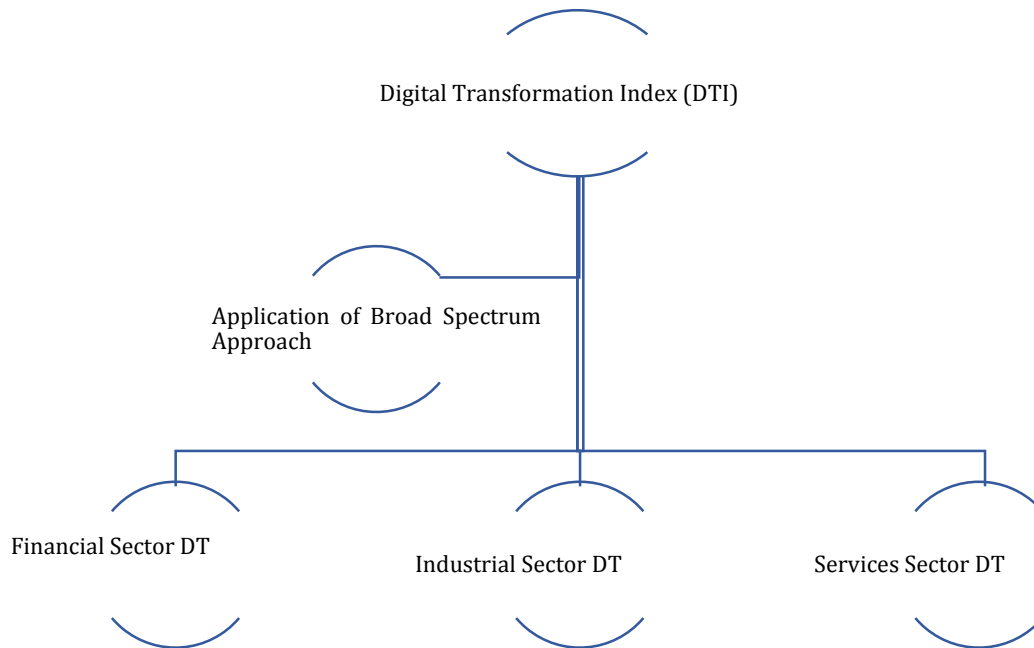 Digital Transformation Index (DTI)
Application of Broad Spectrum
Approach
Financial Sector DT
Industrial Sector DT
Services Sector DT